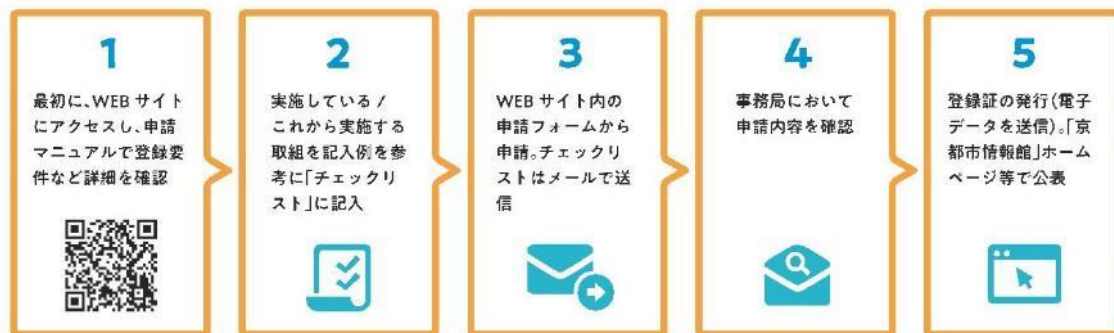 1
最初に、WEB サイト
にアクセスし、申請
マニュアルで登録要
件など詳細を確認
2
実施している /
これから実施する
取組を記入例を参
考に「チェックリ
スト」に記入
3
WEB サイト内の
申請フォームから
申請。チェックリ
ストはメールで送
信
4
事務局において
申請内容を確認
5
登録証の発行(電子
データを送信)。「京
都市情報館」ホーム
ページ等で公表